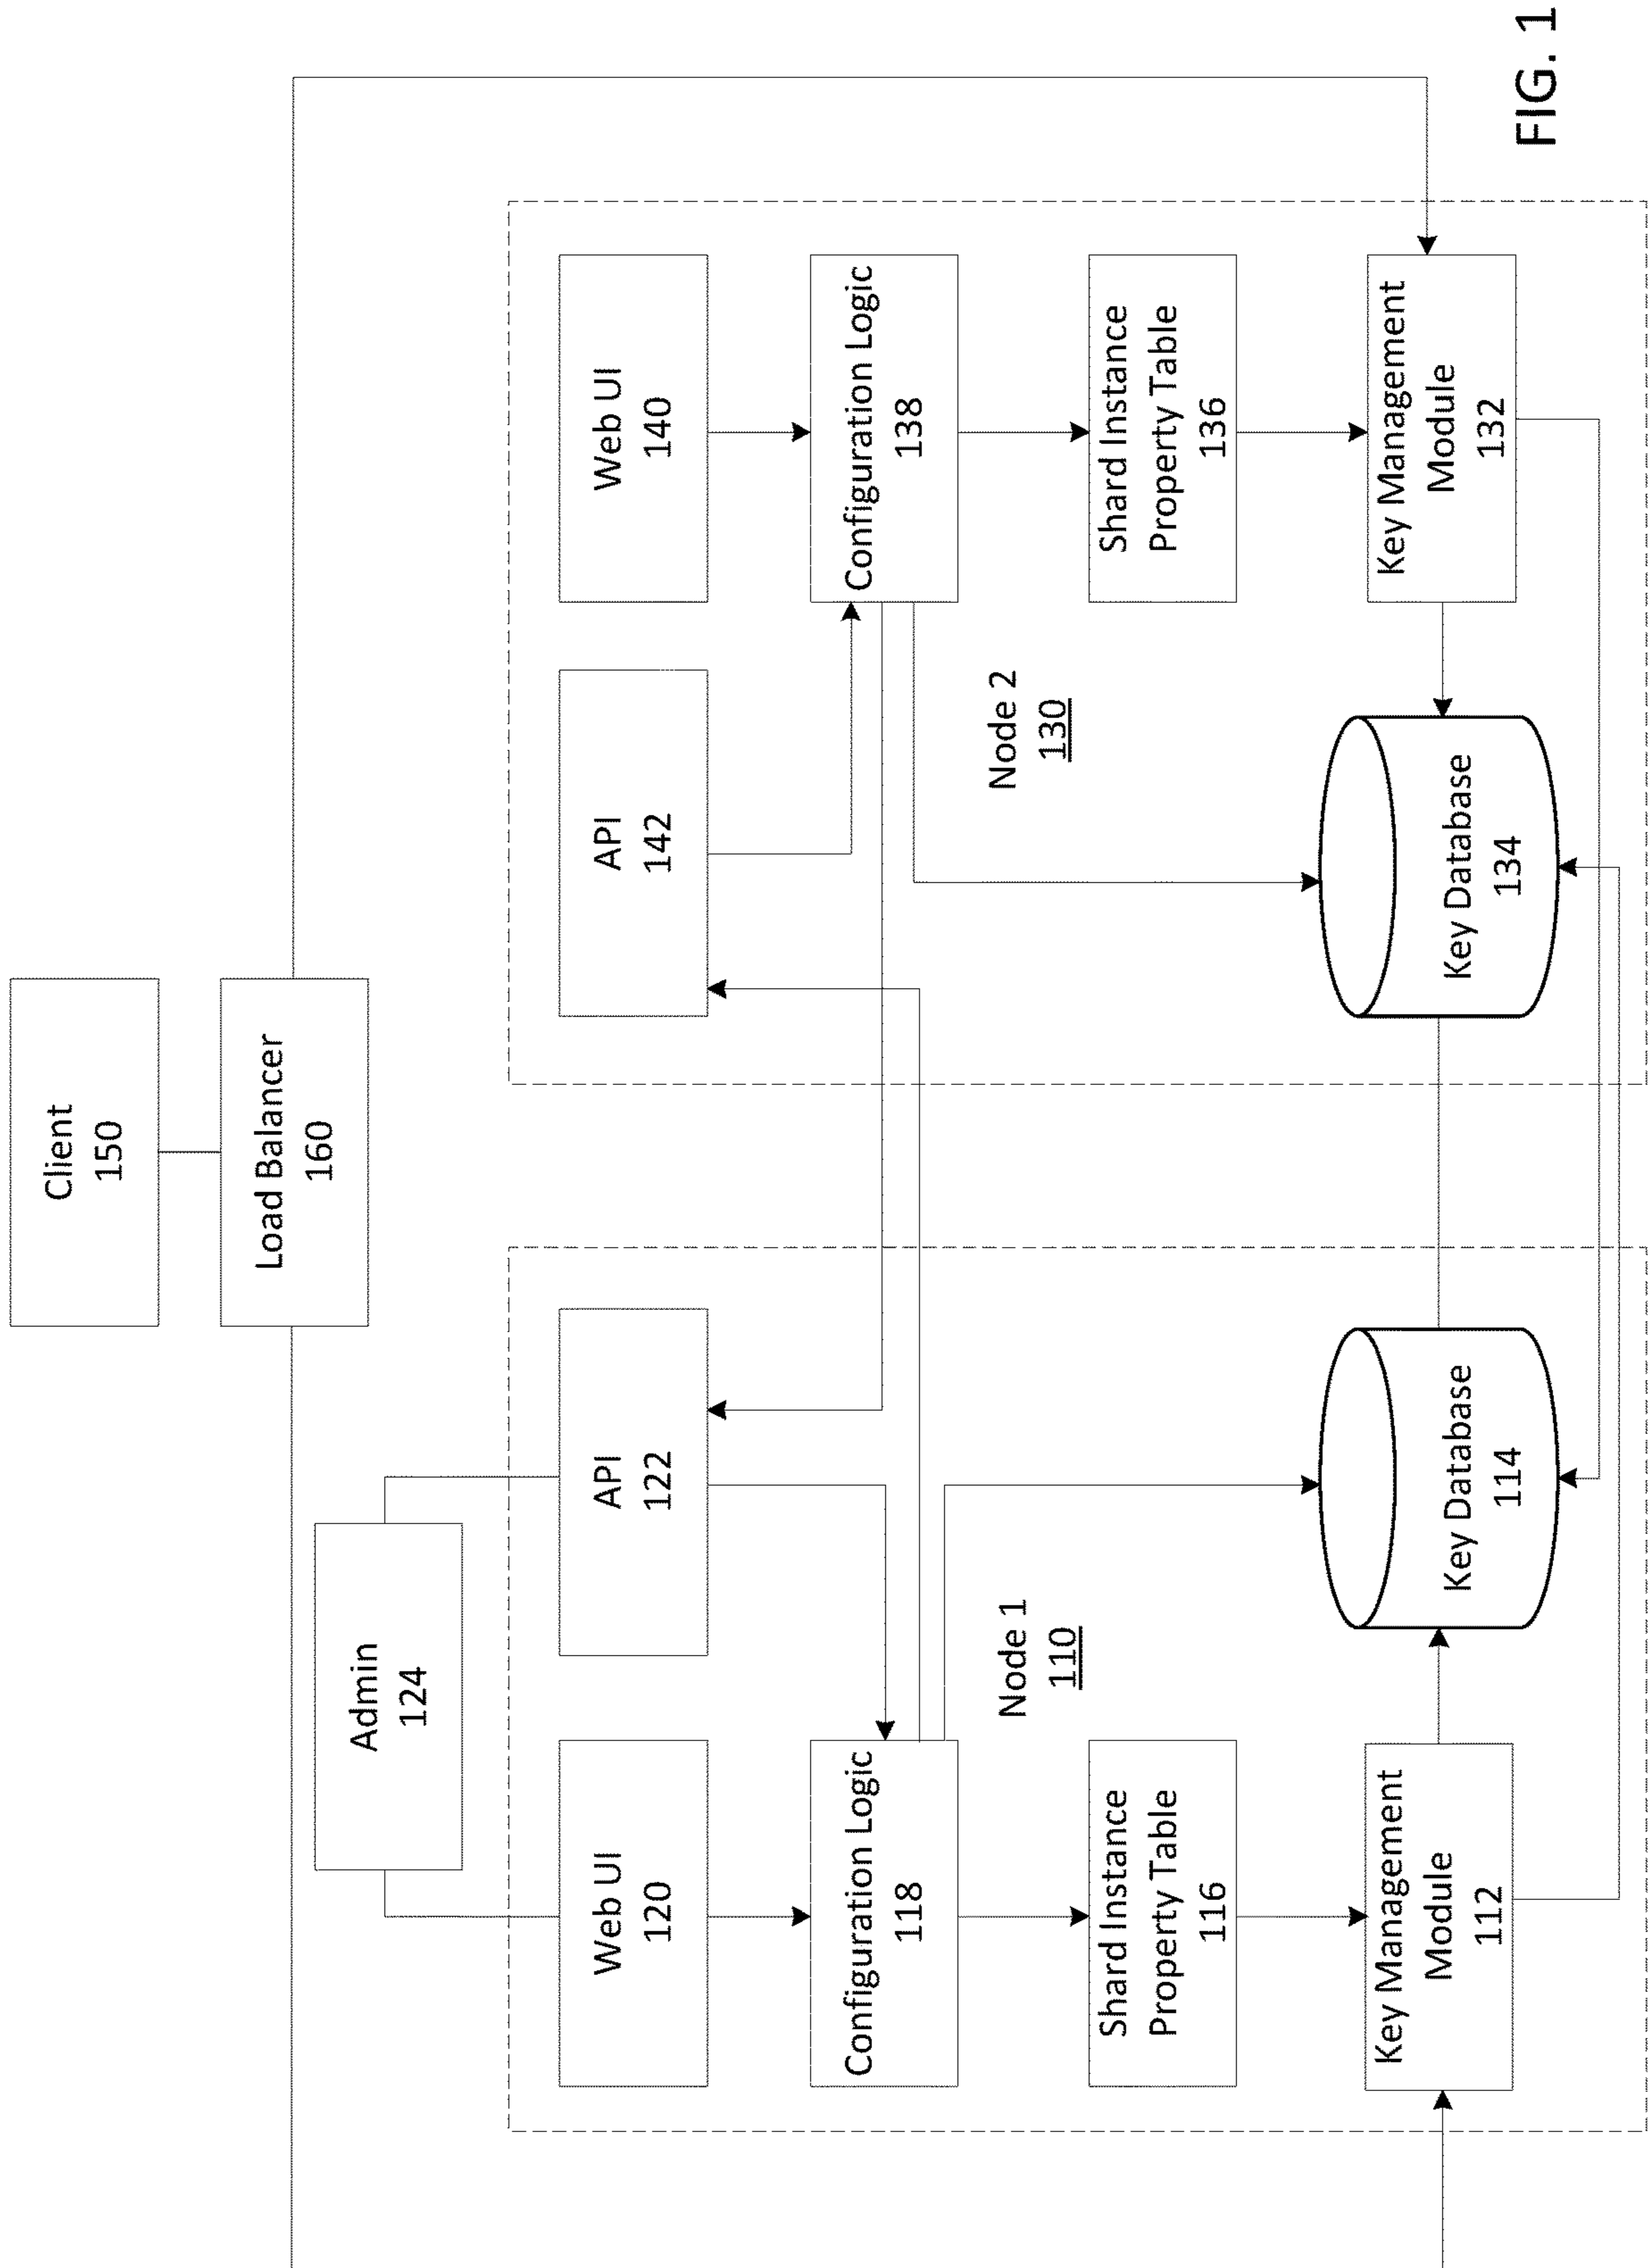 Client
150
Load Balancer
160
Admin
124
Web UI
120
API
122
API
142
Web UI
140
Configuration Logic
118
Configuration Logic
138
Node 1
110
Node 2
130
Shard Instance
Property Table
116
Shard Instance
Property Table
136
Key Management
Module
112
Key Database
114
Key Database
134
Key Management
Module
132
FIG. 1